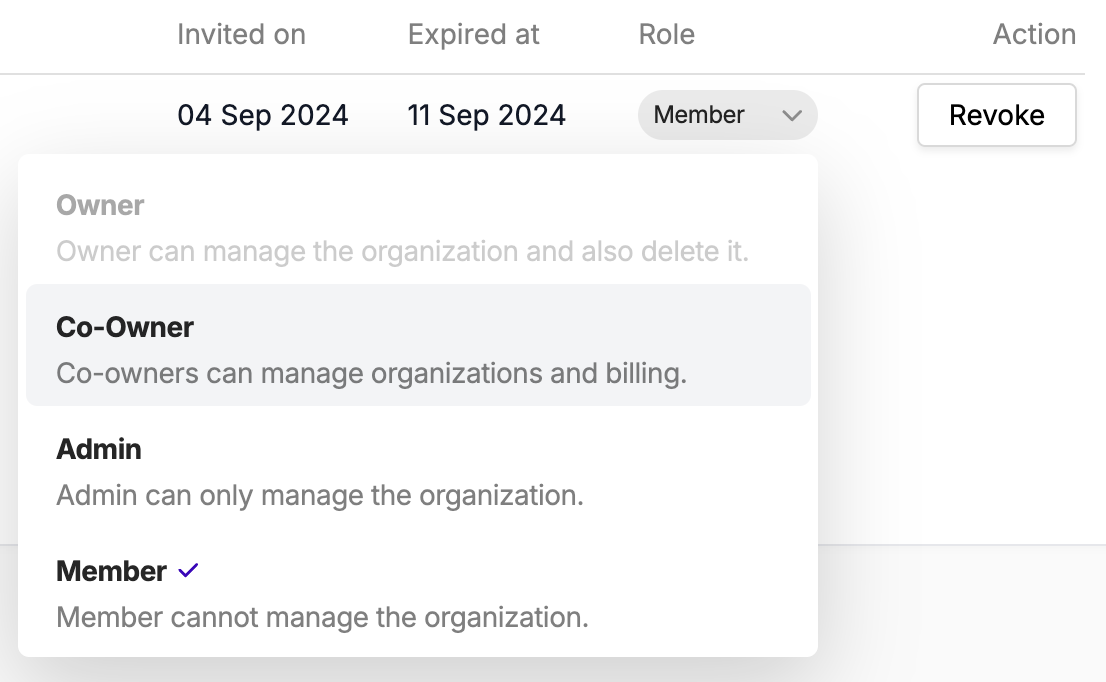 Invited on Expired at Role Action
04 Sep 2024 11 Sep 2024 Member Revoke
Owner
Owner can manage the organization and also delete it.
Co-Owner
Co-owners can manage organizations and billing.
Admin
Admin can only manage the organization.
Member
Member cannot manage the organization.